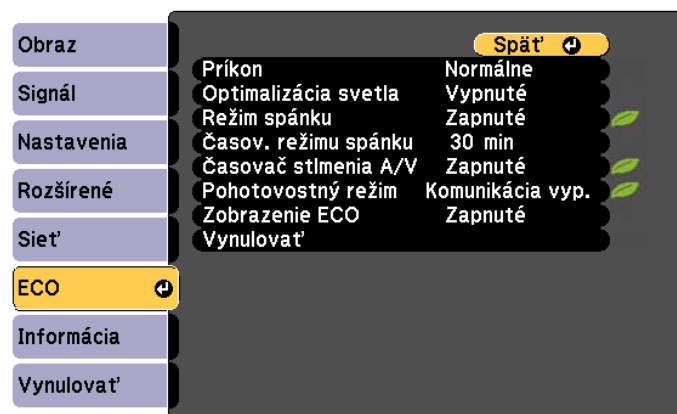 Obraz
Signál
Nastavenia
Rozšírené
Sieť
ECO
Informácia
Vynulovať
Späť
Príkon Normálne
Optimalizácia svetla Vypnuté
Režim spánku Zapnuté
Časov. režimu spánku 30 min
Časovač stlmenia A/V Zapnuté
Pohotovostný režim Komunikácia vyp.
Zobrazenie ECO Zapnuté
Vynulovať